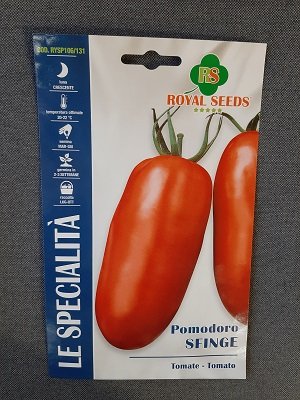 COD. RYSP106/131
luna
CRESCENTE
temperatura ottimale
20-22 °C
semina
MAR-GIU
germina in
2-3 SETTIMANE
raccolta
LUG-OTT
LE SPECIALITÀ
RS
ROYAL SEEDS
Pomodoro
SFINGE
Tomate - Tomato